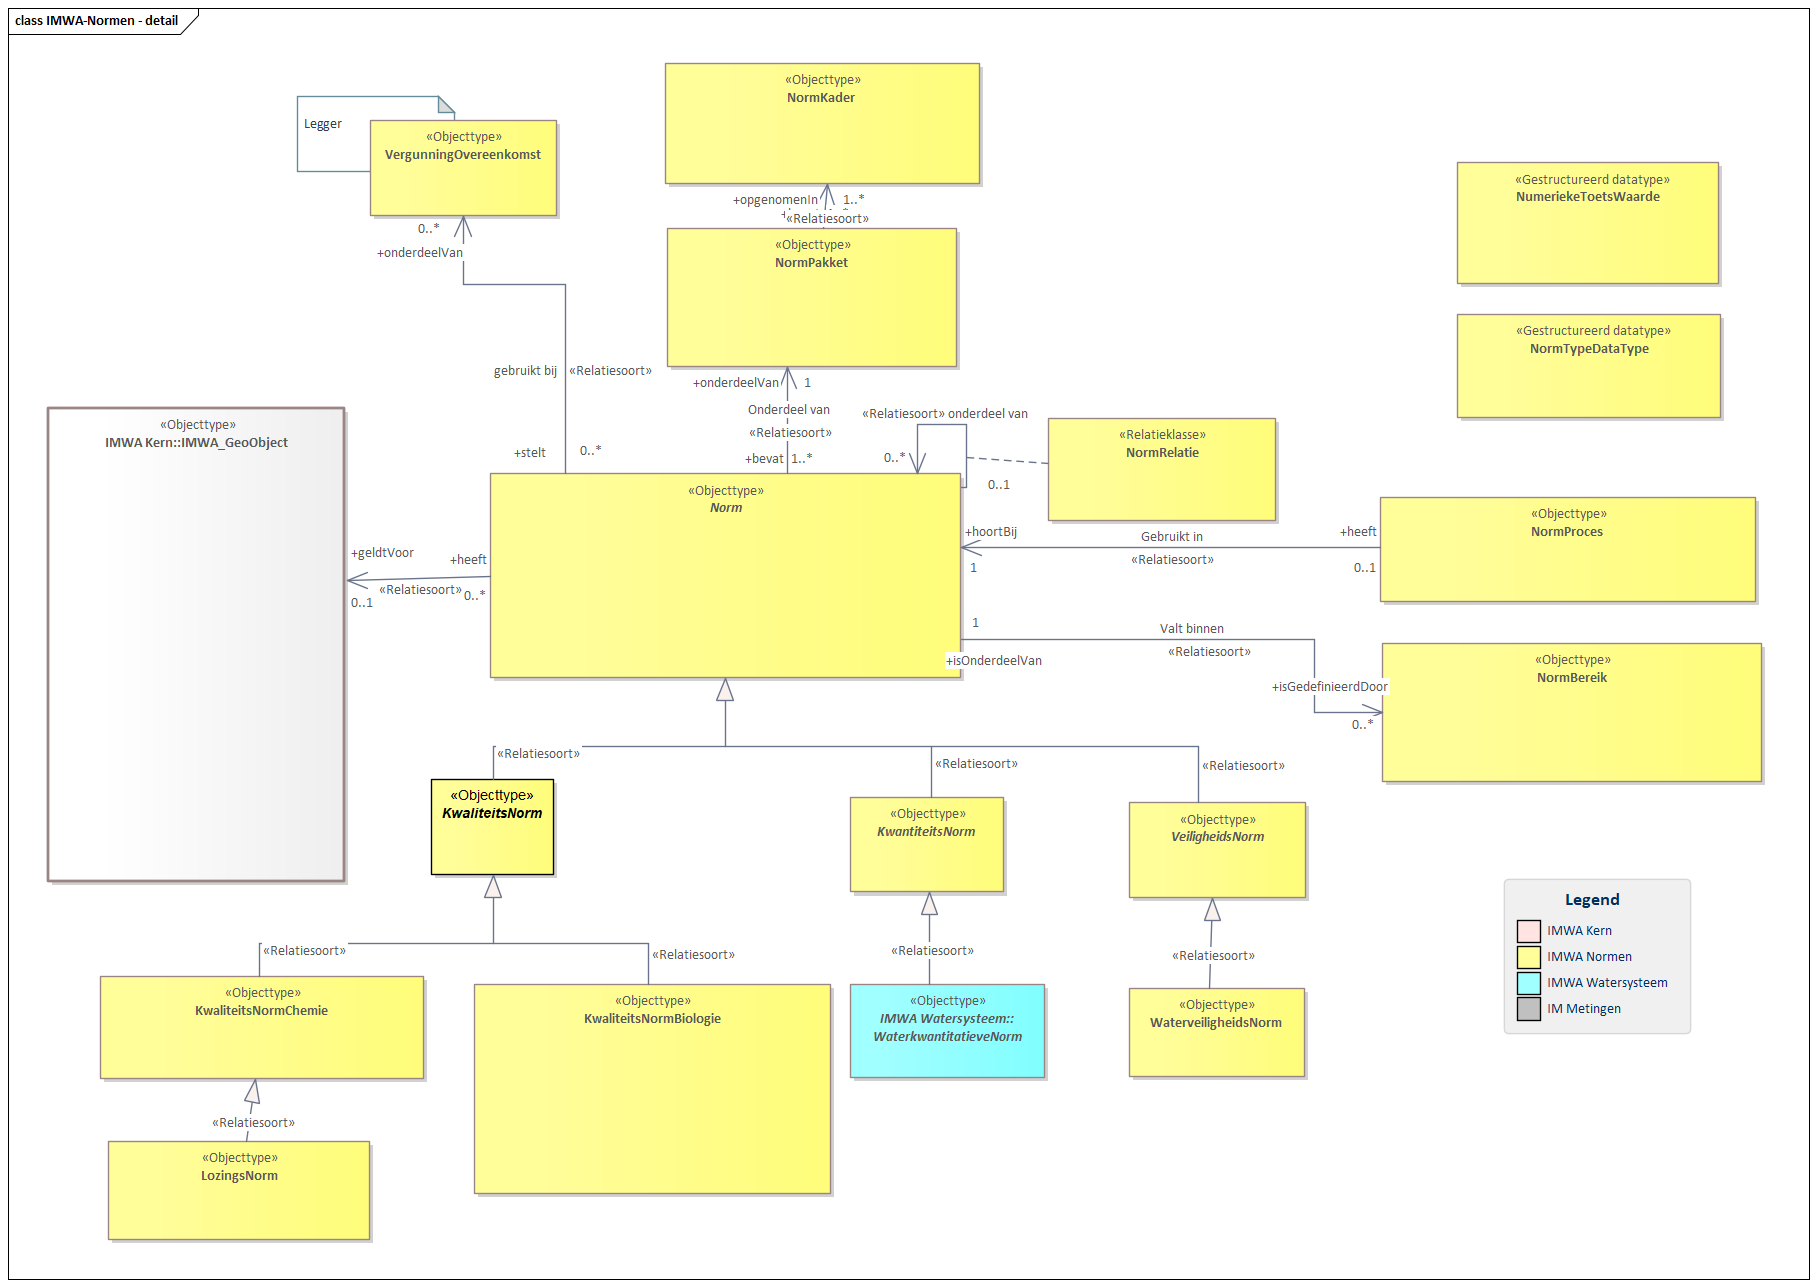 class IMWA-Normen - detail
Legger
«Objecttype»
VergunningOvereenkomst
0..*
+onderdeelVan
gebruikt bij
«Relatiesoort»
+stelt
0..*
«Objecttype»
NormKader
+opgenomenIn
1..*
«Relatiesoort»
«Objecttype»
NormPakket
+onderdeelVan
1
Onderdeel van
«Relatiesoort»
+bevat
1..*
«Gestructureerd datatype»
NumeriekeToetsWaarde
«Gestructureerd datatype»
NormTypeDataType
«Relatiesoort» onderdeel van
0..*
0..1
«Relatieklasse»
NormRelatie
«Objecttype»
IMWA Kern::IMWA_GeoObject
+geldtVoor
0..1
«Relatiesoort»
+heeft
0..*
«Objecttype»
Norm
+hoortBij
1
Gebruikt in
«Relatiesoort»
+heeft
0..1
«Objecttype»
NormProces
1
+isOnderdeelVan
Valt binnen
«Relatiesoort»
+isGedefinieerdDoor
0..*
«Objecttype»
NormBereik
«Relatiesoort»
«Relatiesoort»
«Relatiesoort»
«Objecttype»
KwaliteitsNorm
«Objecttype»
KwantiteitsNorm
«Objecttype»
VeiligheidsNorm
«Relatiesoort»
«Relatiesoort»
«Relatiesoort»
«Relatiesoort»
«Objecttype»
KwaliteitsNormChemie
«Objecttype»
KwaliteitsNormBiologie
«Objecttype»
IMWA Watersysteem::
WaterkwantitatieveNorm
«Objecttype»
WaterveiligheidsNorm
«Relatiesoort»
«Objecttype»
LozingsNorm
Legend
IMWA Kern
IMWA Normen
IMWA Watersysteem
IM Metingen